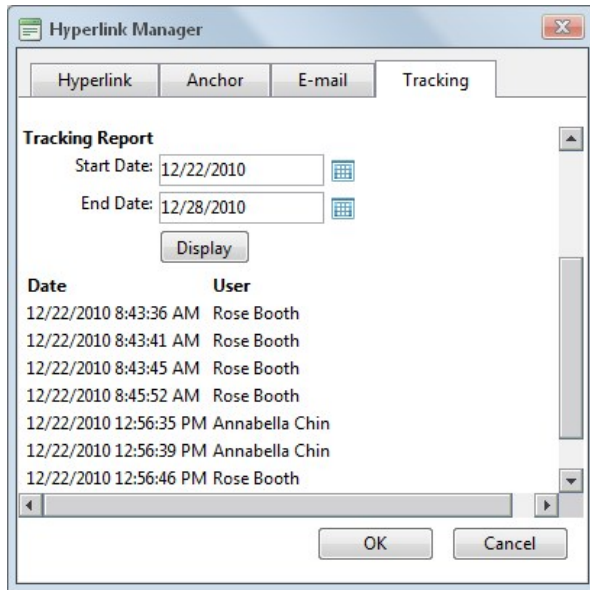 Hyperlink Manager
Hyperlink Anchor E-mail Tracking
Tracking Report
Start Date: 12/22/2010
End Date: 12/28/2010
Display
Date User
12/22/2010 8:43:36 AM Rose Booth
12/22/2010 8:43:41 AM Rose Booth
12/22/2010 8:43:45 AM Rose Booth
12/22/2010 8:45:52 AM Rose Booth
12/22/2010 12:56:35 PM Annabella Chin
12/22/2010 12:56:39 PM Annabella Chin
12/22/2010 12:56:46 PM Rose Booth
OK Cancel